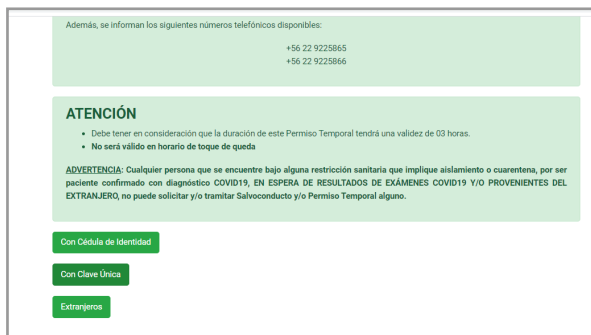 Además, se informan los siguientes números telefónicos disponibles:
+56 22 9225865
+56 22 9225866
ATENCIÓN
• Debe tener en consideración que la duración de este Permiso Temporal tendrá una validez de 03 horas.
• No será válido en horario de toque de queda
ADVERTENCIA: Cualquier persona que se encuentre bajo alguna restricción sanitaria que implique aislamiento o cuarentena, por ser
paciente confirmado con diagnóstico COVID19, EN ESPERA DE RESULTADOS DE EXÁMENES COVID19 Y/O PROVENIENTES DEL
EXTRANJERO, no puede solicitar y/o tramitar Salvoconducto y/o Permiso Temporal alguno.
Con Cédula de Identidad
Con Clave Única
Extranjeros